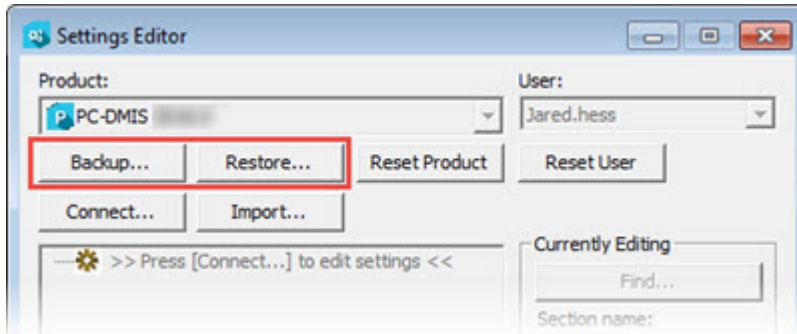 Settings Editor
Product: User:
PC-DMIS Jared.hess
Backup... Restore... Reset Product Reset User
Connect... Import...
>> Press [Connect...] to edit settings << Currently Editing
Find...
Section name: